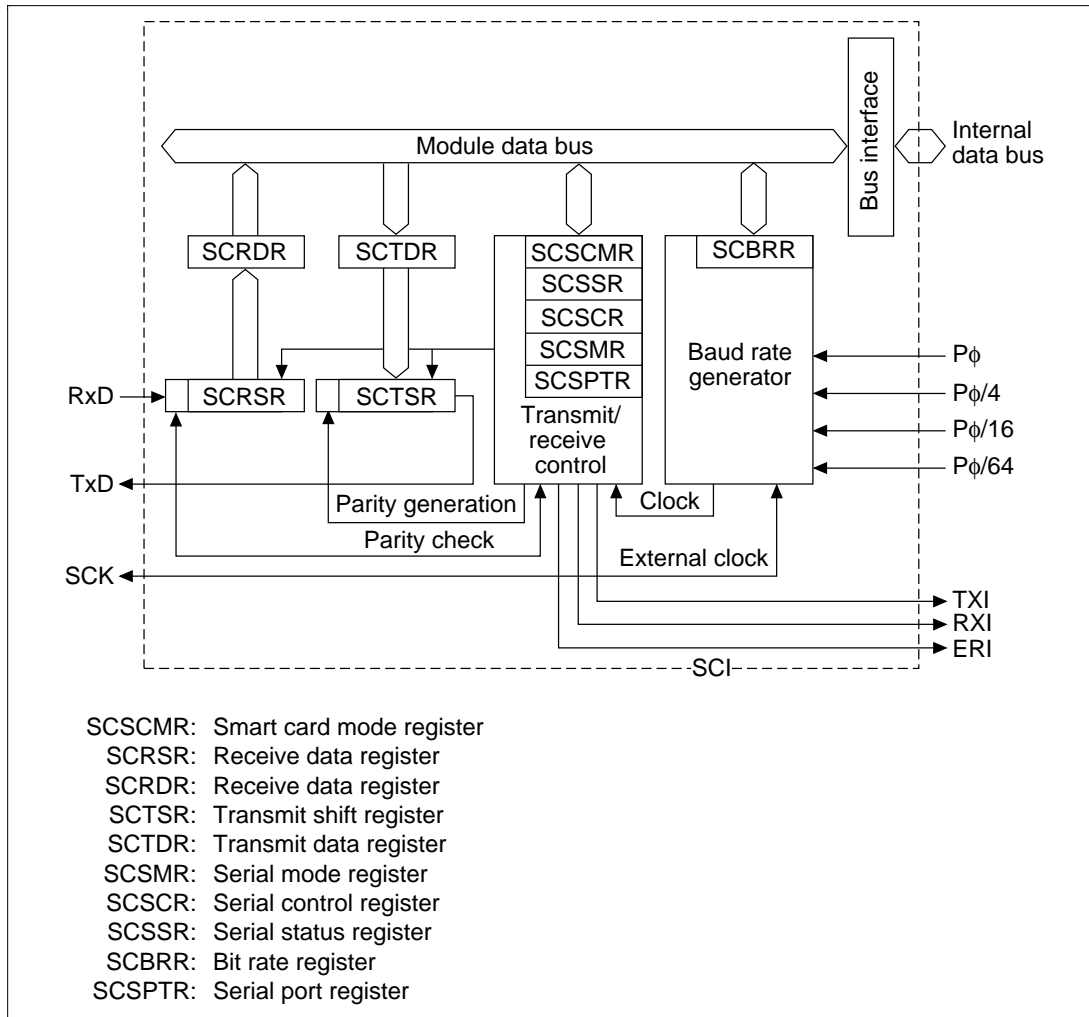 Bus interface
Module data bus
Internal
data bus
SCRDR
SCTDR
SCSCMR
SCSSR
SCSCR
SCSMR
SCSPTR
Transmit/
receive
control
SCBRR
Baud rate
generator
RxD
SCRSR
SCTSR
Pϕ
Pϕ/4
Pϕ/16
Pϕ/64
TxD
Parity generation
Clock
Parity check
SCK
External clock
TXI
RXI
ERI
SCI
SCSCMR: Smart card mode register
SCRSR: Receive data register
SCRDR: Receive data register
SCTSR: Transmit shift register
SCTDR: Transmit data register
SCSMR: Serial mode register
SCSCR: Serial control register
SCSSR: Serial status register
SCBRR: Bit rate register
SCSPTR: Serial port register